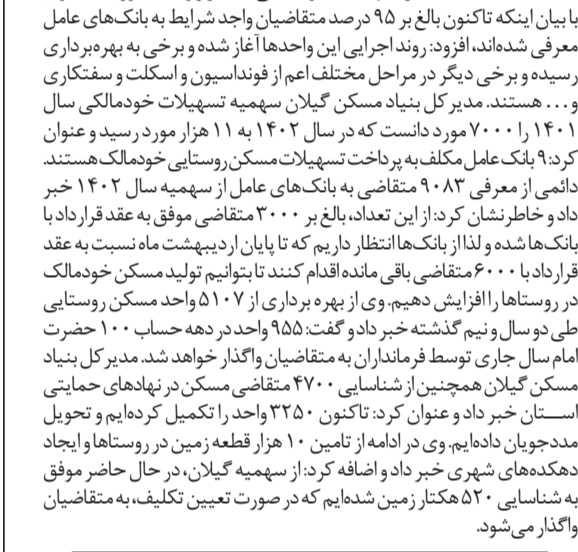 با بیان اینکه تاکنون بالغ بر ۹۵ درصد متقاضیان واجد شرایط به بانک‌های عامل
معرفی شده‌اند، افزود: روند اجرایی این واحدها آغاز شده و برخی به بهره‌برداری
رسیده و برخی دیگر در مراحل مختلف اعم از فونداسیون و اسکلت و سفتکاری
و... هستند. مدیر کل بنیاد مسکن گیلان سهمیه تسهیلات خودمالکی سال
۱۴۰۱ را ۷۰۰۰ مورد دانست که در سال ۱۴۰۲ به ۱۱ هزار مورد رسید و عنوان
کرد: ۹ بانک عامل مکلف به پرداخت تسهیلات مسکن روستایی خودمالک هستند.
دائمی از معرفی ۹۰۸۳ متقاضی به بانک‌های عامل از سهمیه سال ۱۴۰۲ خبر
داد و خاطرنشان کرد: از این تعداد، بالغ بر ۳۰۰۰ متقاضی موفق به عقد قرارداد با
بانک‌ها شده و لذا از بانک‌ها انتظار داریم که تا پایان اردیبهشت ماه نسبت به عقد
قرارداد با ۶۰۰۰ متقاضی باقی مانده اقدام کنند تا بتوانیم تولید مسکن خودمالک
در روستاها را افزایش دهیم. وی از بهره برداری از ۵۱۰۷ واحد مسکن روستایی
طی دو سال و نیم گذشته خبر داد و گفت: ۹۵۵ واحد در دهه حساب ۱۰۰ حضرت
امام سال جاری توسط فرمانداران به متقاضیان واگذار خواهد شد. مدیر کل بنیاد
مسکن گیلان همچنین از شناسایی ۴۷۰۰ متقاضی مسکن در نهادهای حمایتی
اســتان خبر داد و عنوان کرد: تاکنون ۳۲۵۰ واحد را تکمیل کرده‌ایم و تحویل
مددجویان داده‌ایم. وی در ادامه از تامین ۱۰ هزار قطعه زمین در روستاها و ایجاد
دهکده‌های شهری خبر داد و اضافه کرد: از سهمیه گیلان، در حال حاضر موفق
به شناسایی ۵۲۰ هکتار زمین شده‌ایم که در صورت تعیین تکلیف، به متقاضیان
واگذار می‌شود.